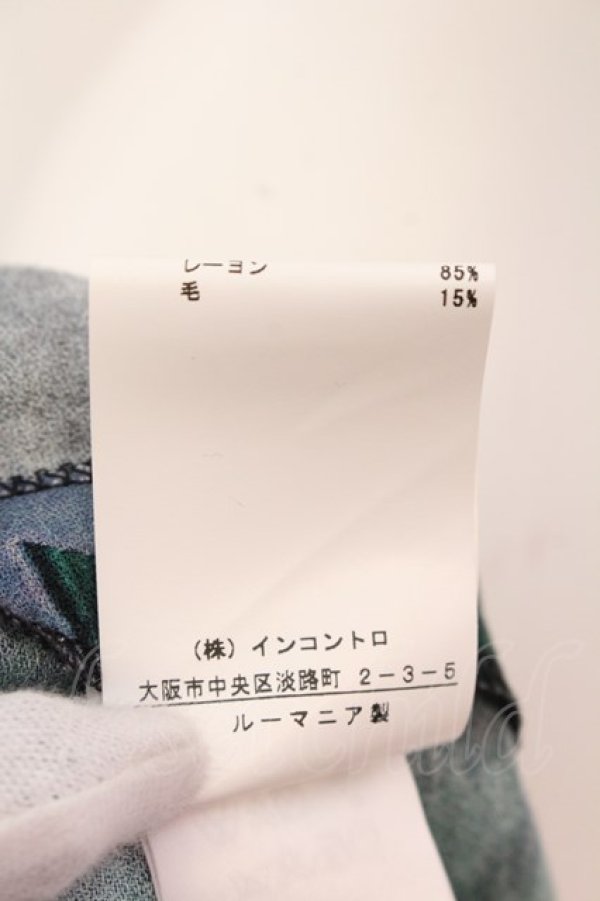 レーヨン 85%
毛 15%
(株) インコントロ
大阪市中央区淡路町 2-3-5
ルーマニア製